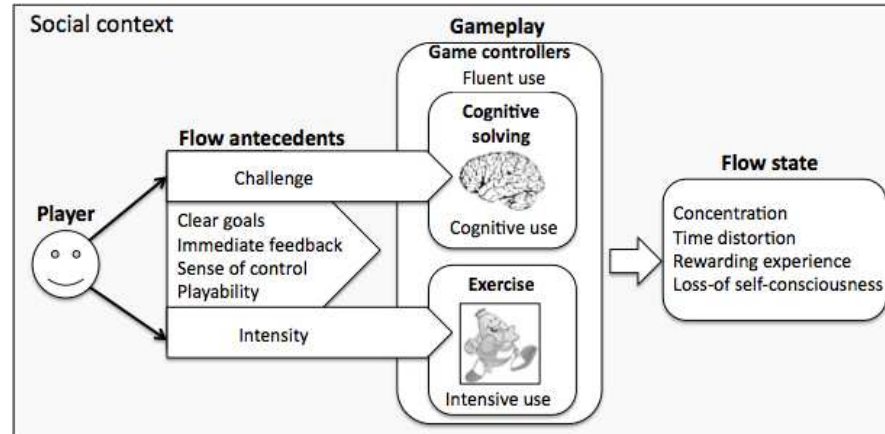 Social context
Gameplay
Game controllers
Fluent use
Cognitive
solving
Cognitive use
Flow antecedents
Challenge
Player
Clear goals
Immediate feedback
Sense of control
Playability
Intensity
Exercise
Intensive use
Flow state
Concentration
Time distortion
Rewarding experience
Loss-of self-consciousness